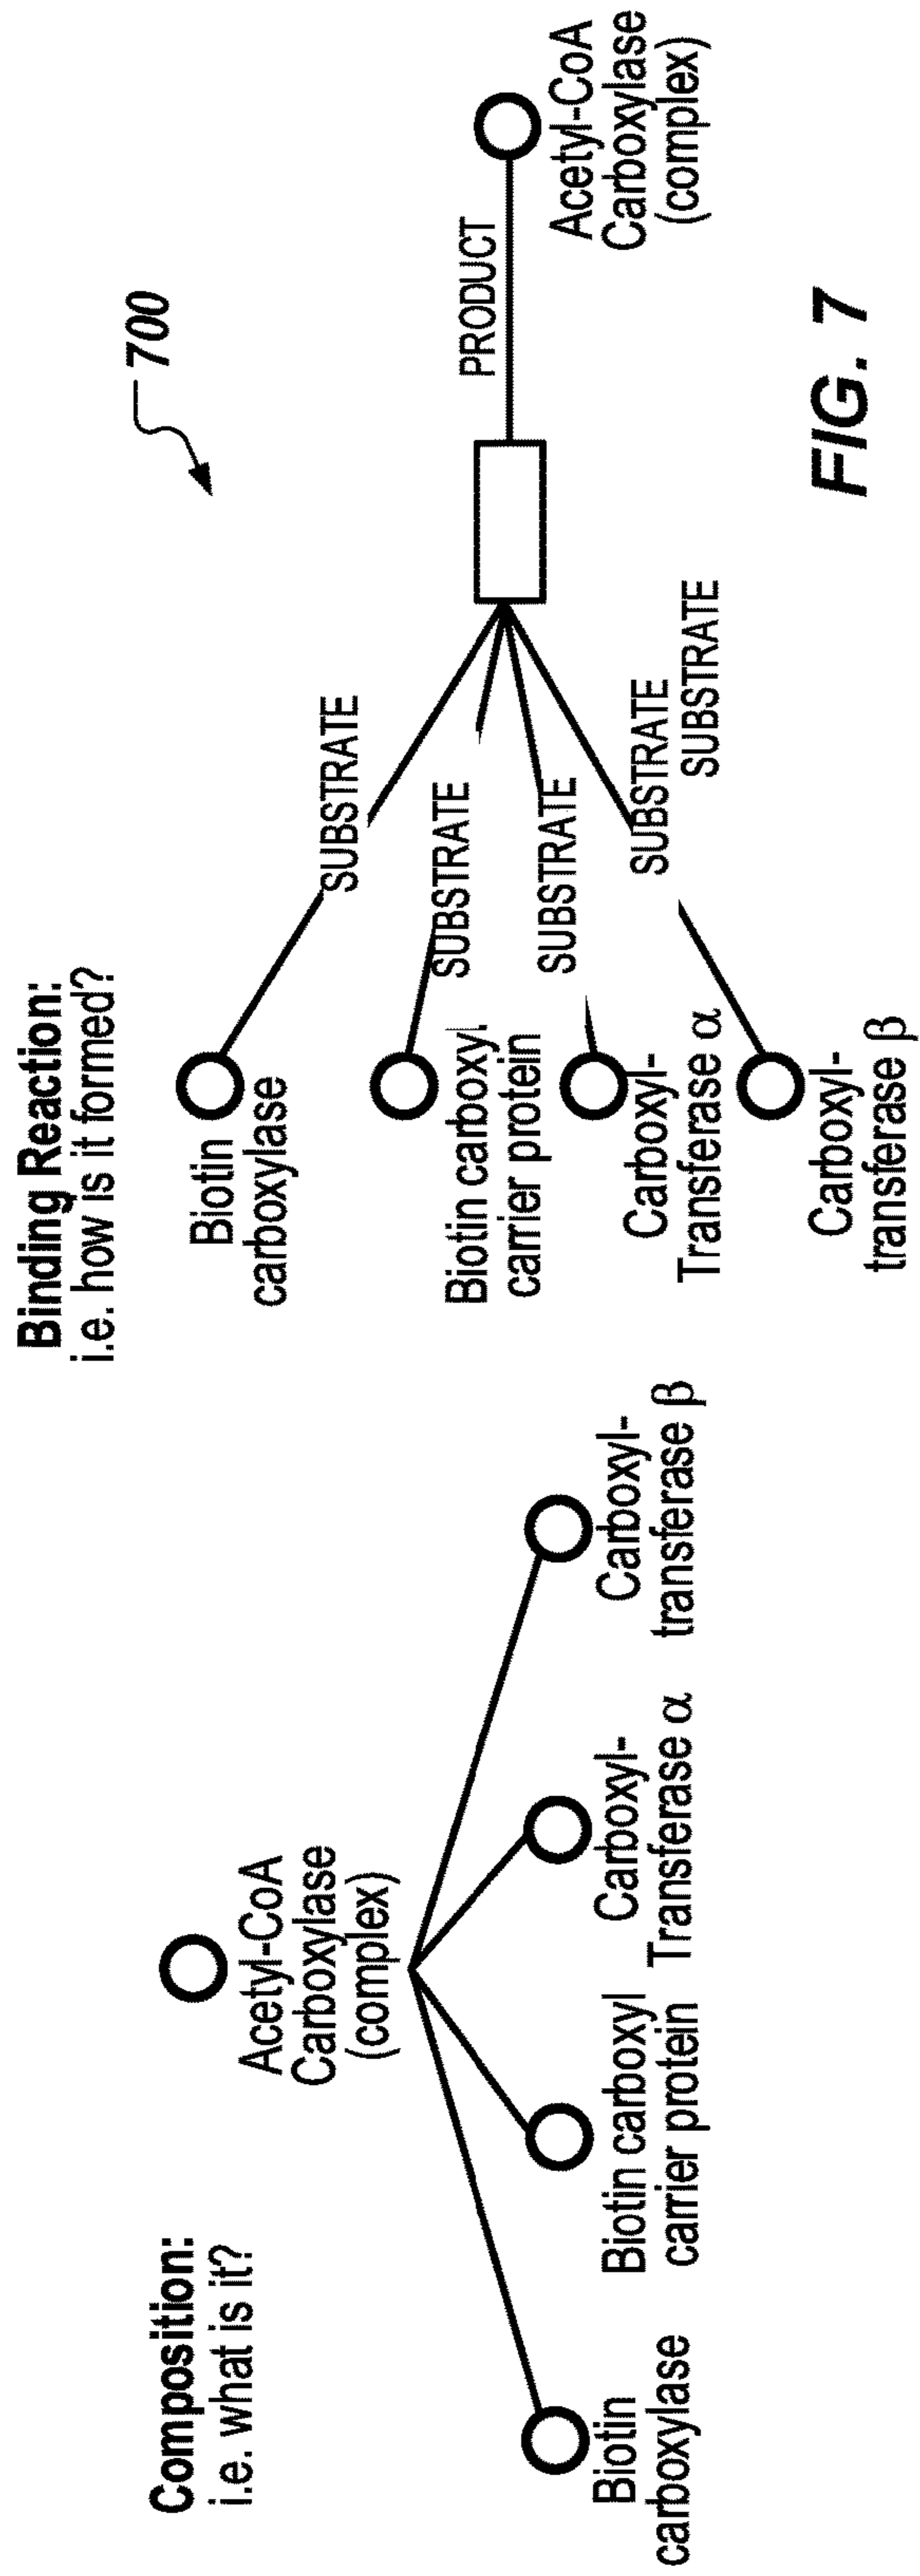 Composition:
i.e. what is it?
Acetyl-CoA
Carboxylase
(complex)
Biotin
carboxylase
Biotin carboxyl
carrier protein
Carboxyl-
Transferase α
Carboxyl-
transferase β
Binding Reaction:
i.e. how is it formed?
Biotin
carboxylase
Biotin carboxyl
carrier protein
Carboxyl-
Transferase α
Carboxyl-
transferase β
SUBSTRATE
SUBSTRATE
SUBSTRATE
SUBSTRATE
SUBSTRATE
PRODUCT
Acetyl-CoA
Carboxylase
(complex)
700
FIG. 7